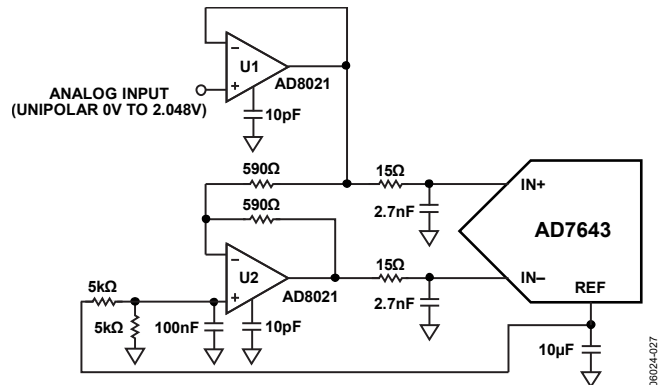 U1
AD8021
ANALOG INPUT
(UNIPOLAR 0V TO 2.048V)
10pF
590Ω
590Ω
15Ω
2.7nF
IN+
AD7643
U2
AD8021
15Ω
2.7nF
IN–
REF
5kΩ
5kΩ
100nF
10pF
10µF
06024-027